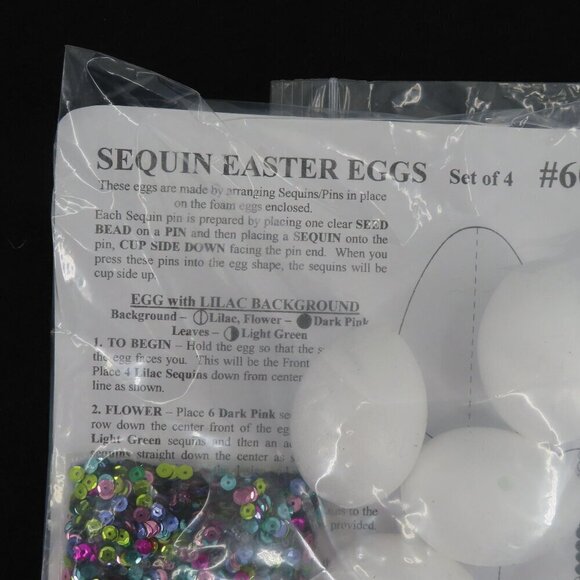 SEQUIN EASTER EGGS Set of 4 #6
These eggs are made by arranging Sequins/Pins in place
on the foam eggs enclosed.
Each Sequin pin is prepared by placing one clear SEED
BEAD on a PIN and then placing a SEQUIN onto the
pin, CUP SIDE DOWN facing the pin end. When you
press these pins into the egg shape, the sequins will be
cup side up.
EGG with LILAC BACKGROUND
Background – Lilac, Flower – Dark Pink
Leaves – Light Green
1. TO BEGIN – Hold the egg so that the
the egg faces you. This will be the Front
Place 4 Lilac Sequins down from center
line as shown.
2. FLOWER – Place 6 Dark Pink
row down the center front of the egg
Light Green sequins and then an
sequins straight down the center as
to the
provided.